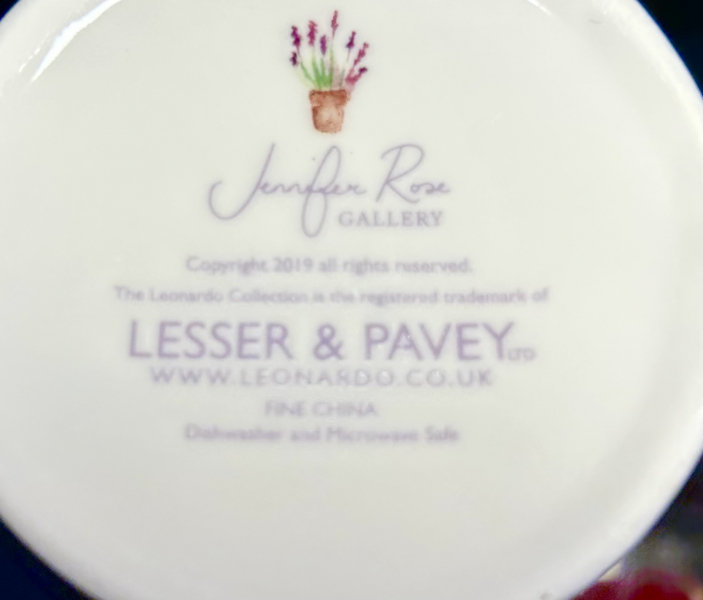 Jennifer Rose
GALLERY
Copyright 2019 all rights reserved.
The Leonardo Collection is the registered trademark of
LESSER & PAVEY LTD
WWW.LEONARDO.CO.UK
FINE CHINA
Dishwasher and Microwave Safe